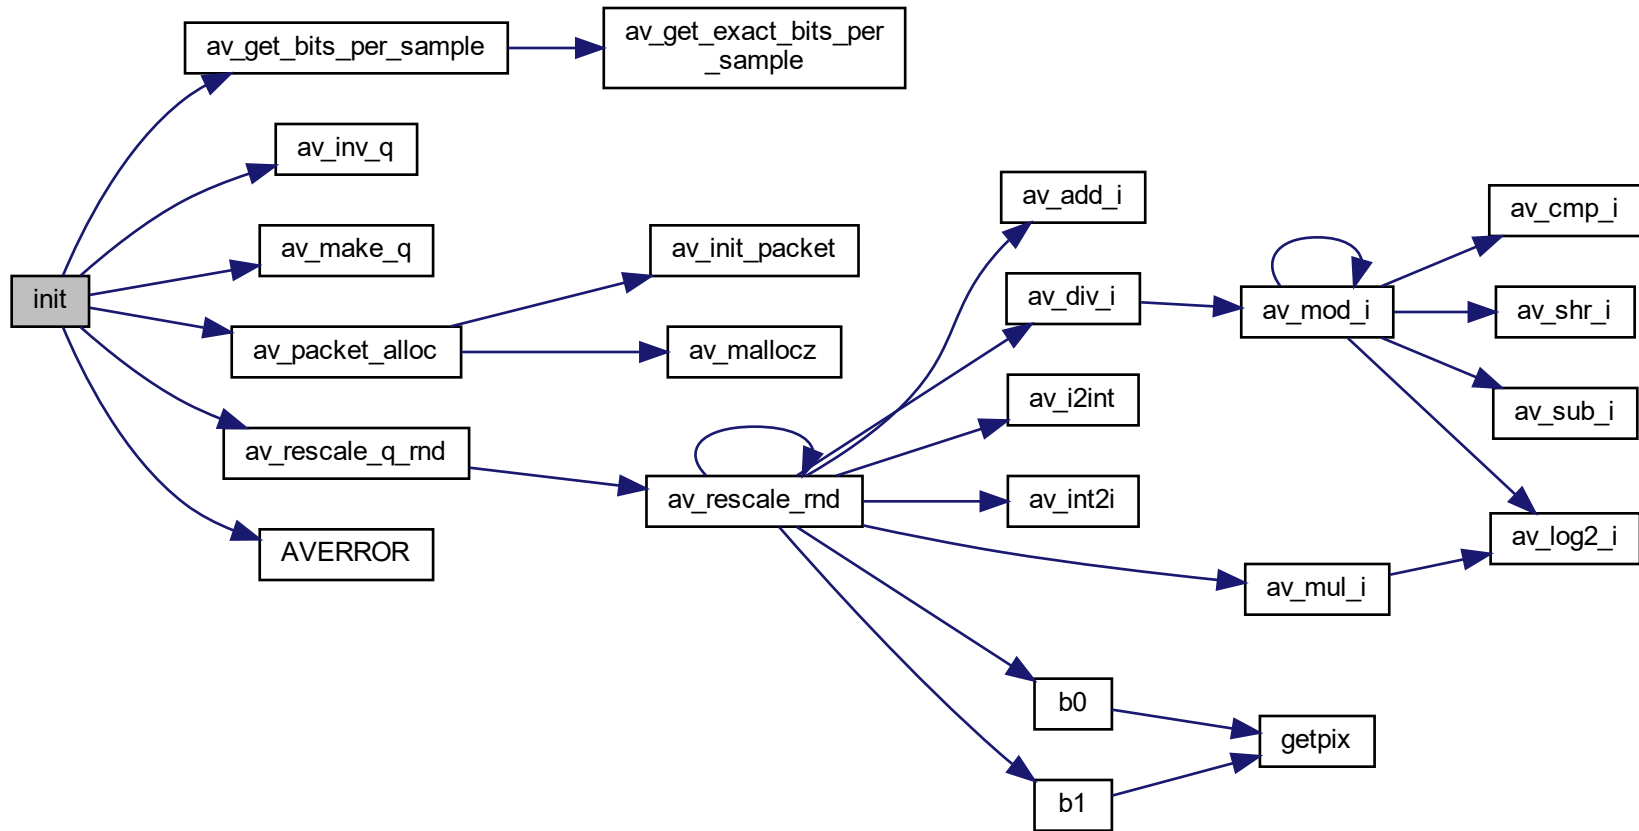 init
av_get_bits_per_sample
av_get_exact_bits_per
_sample
av_inv_q
av_make_q
av_packet_alloc
av_init_packet
av_mallocz
av_rescale_q_rnd
AVERROR
av_rescale_rnd
av_add_i
av_div_i
av_i2int
av_int2i
av_mul_i
b0
b1
av_mod_i
getpix
av_cmp_i
av_shr_i
av_sub_i
av_log2_i